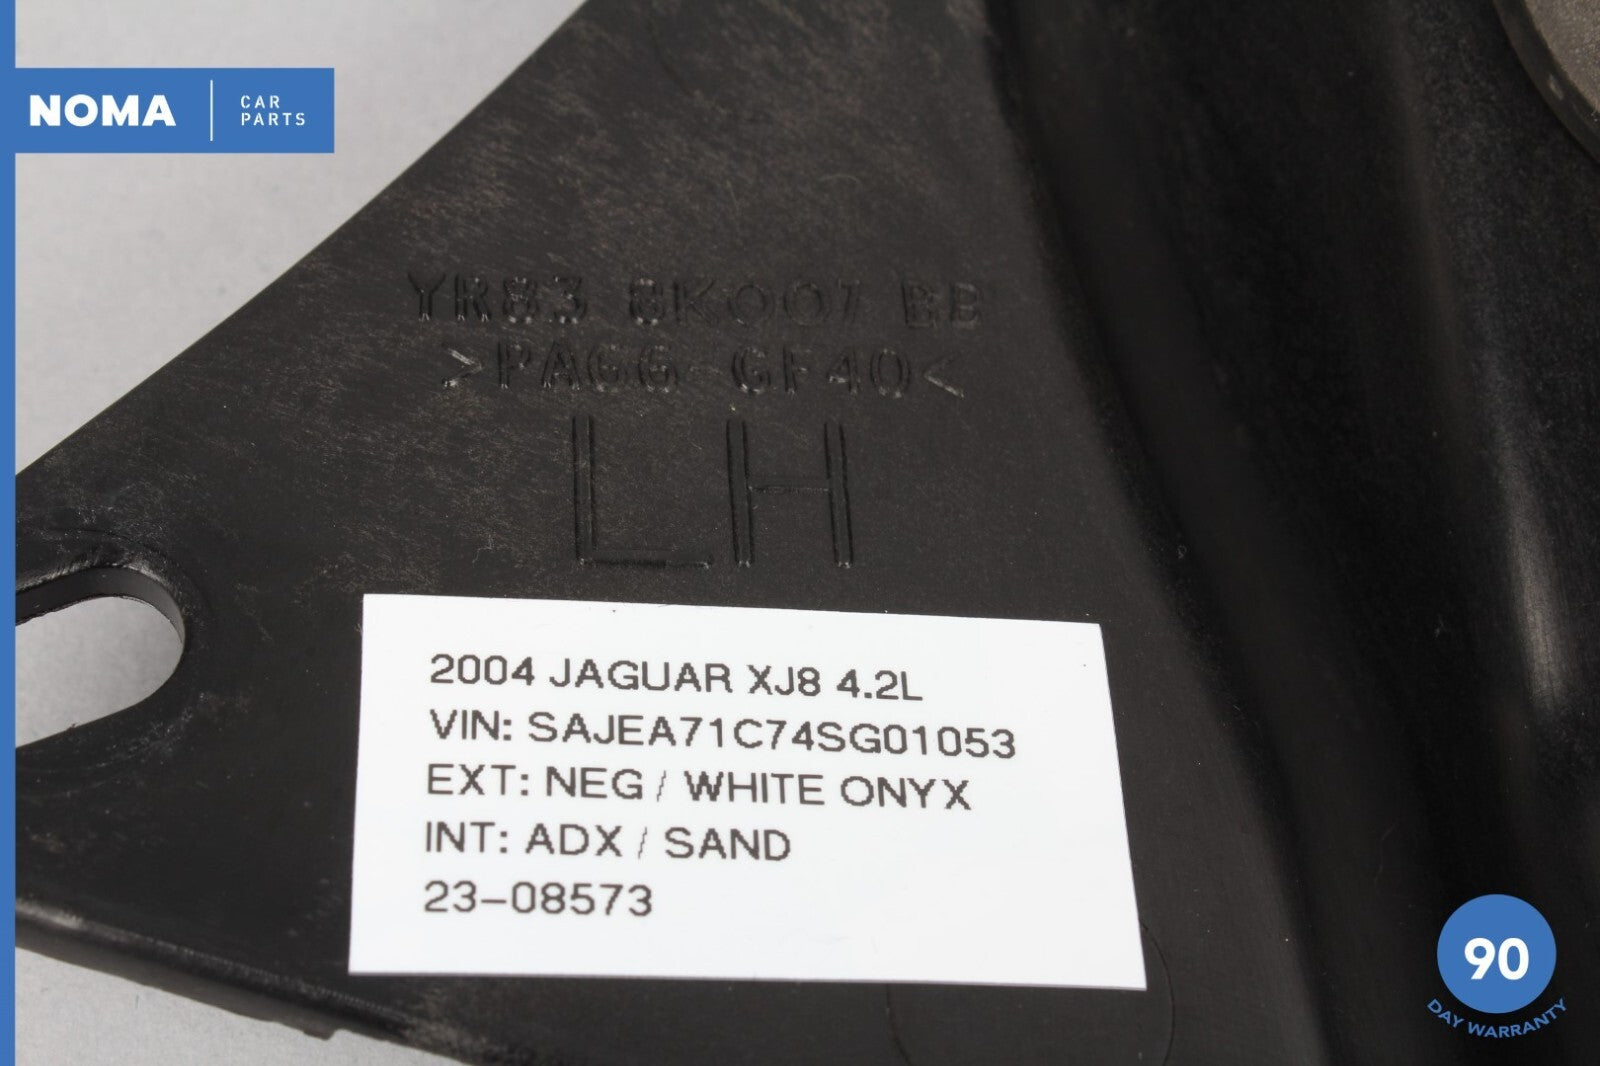 NOMA
CAR
PARTS
YR83 8K007 BB
>PA66 GF40<
LH
2004 JAGUAR XJ8 4.2L
VIN: SAJEA71C74SG01053
EXT: NEG / WHITE ONYX
INT: ADX / SAND
23-08573
90
DAY WARRANTY